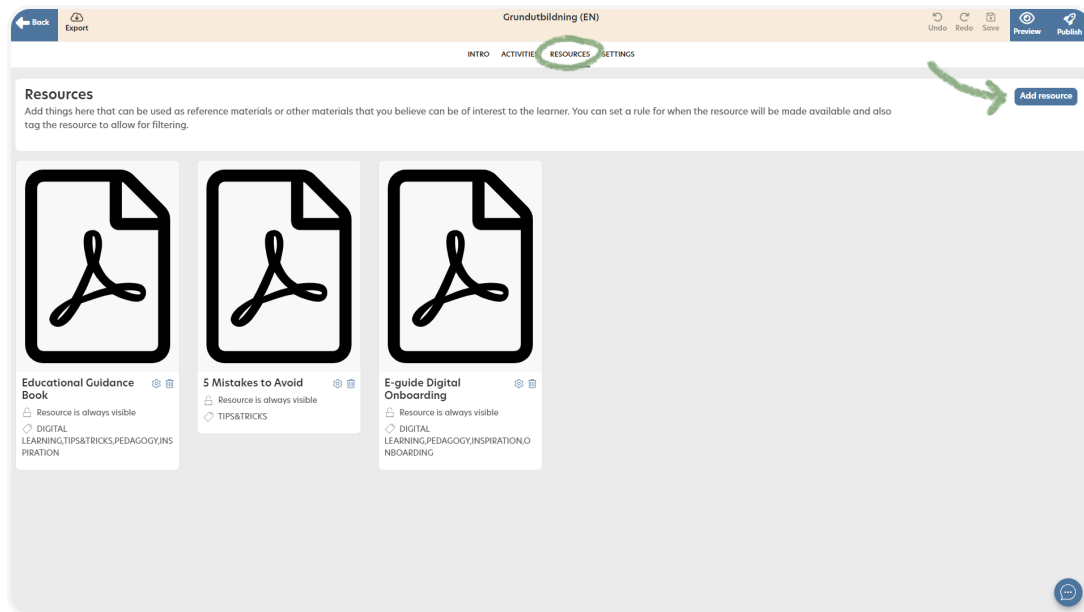 Back
Export
Grundutbildning (EN)
Undo Redo Save
Preview Publish
INTRO ACTIVITIES RESOURCES SETTINGS
Resources
Add things here that can be used as reference materials or other materials that you believe can be of interest to the learner. You can set a rule for when the resource will be made available and also
tag the resource to allow for filtering.
Add resource
Educational Guidance
Book
Resource is always visible
DIGITAL
LEARNING,TIPS&TRICKS,PEDAGOGY,INS
PIRATION
5 Mistakes to Avoid
Resource is always visible
TIPS&TRICKS
E-guide Digital
Onboarding
Resource is always visible
DIGITAL
LEARNING,PEDAGOGY,INSPIRATION,O
NBOARDING